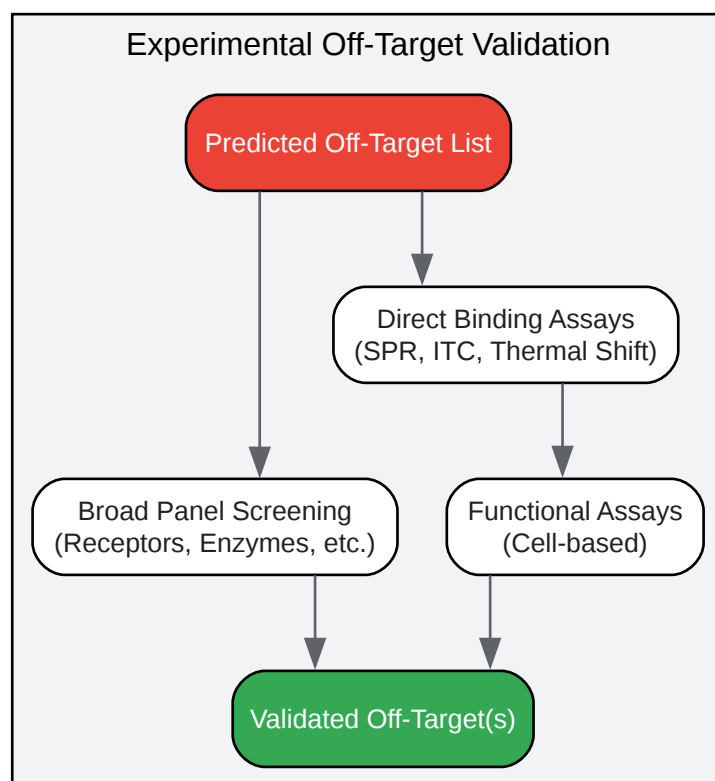 Experimental Off-Target Validation
Predicted Off-Target List
Direct Binding Assays
(SPR, ITC, Thermal Shift)
Broad Panel Screening
(Receptors, Enzymes, etc.)
Functional Assays
(Cell-based)
Validated Off-Target(s)